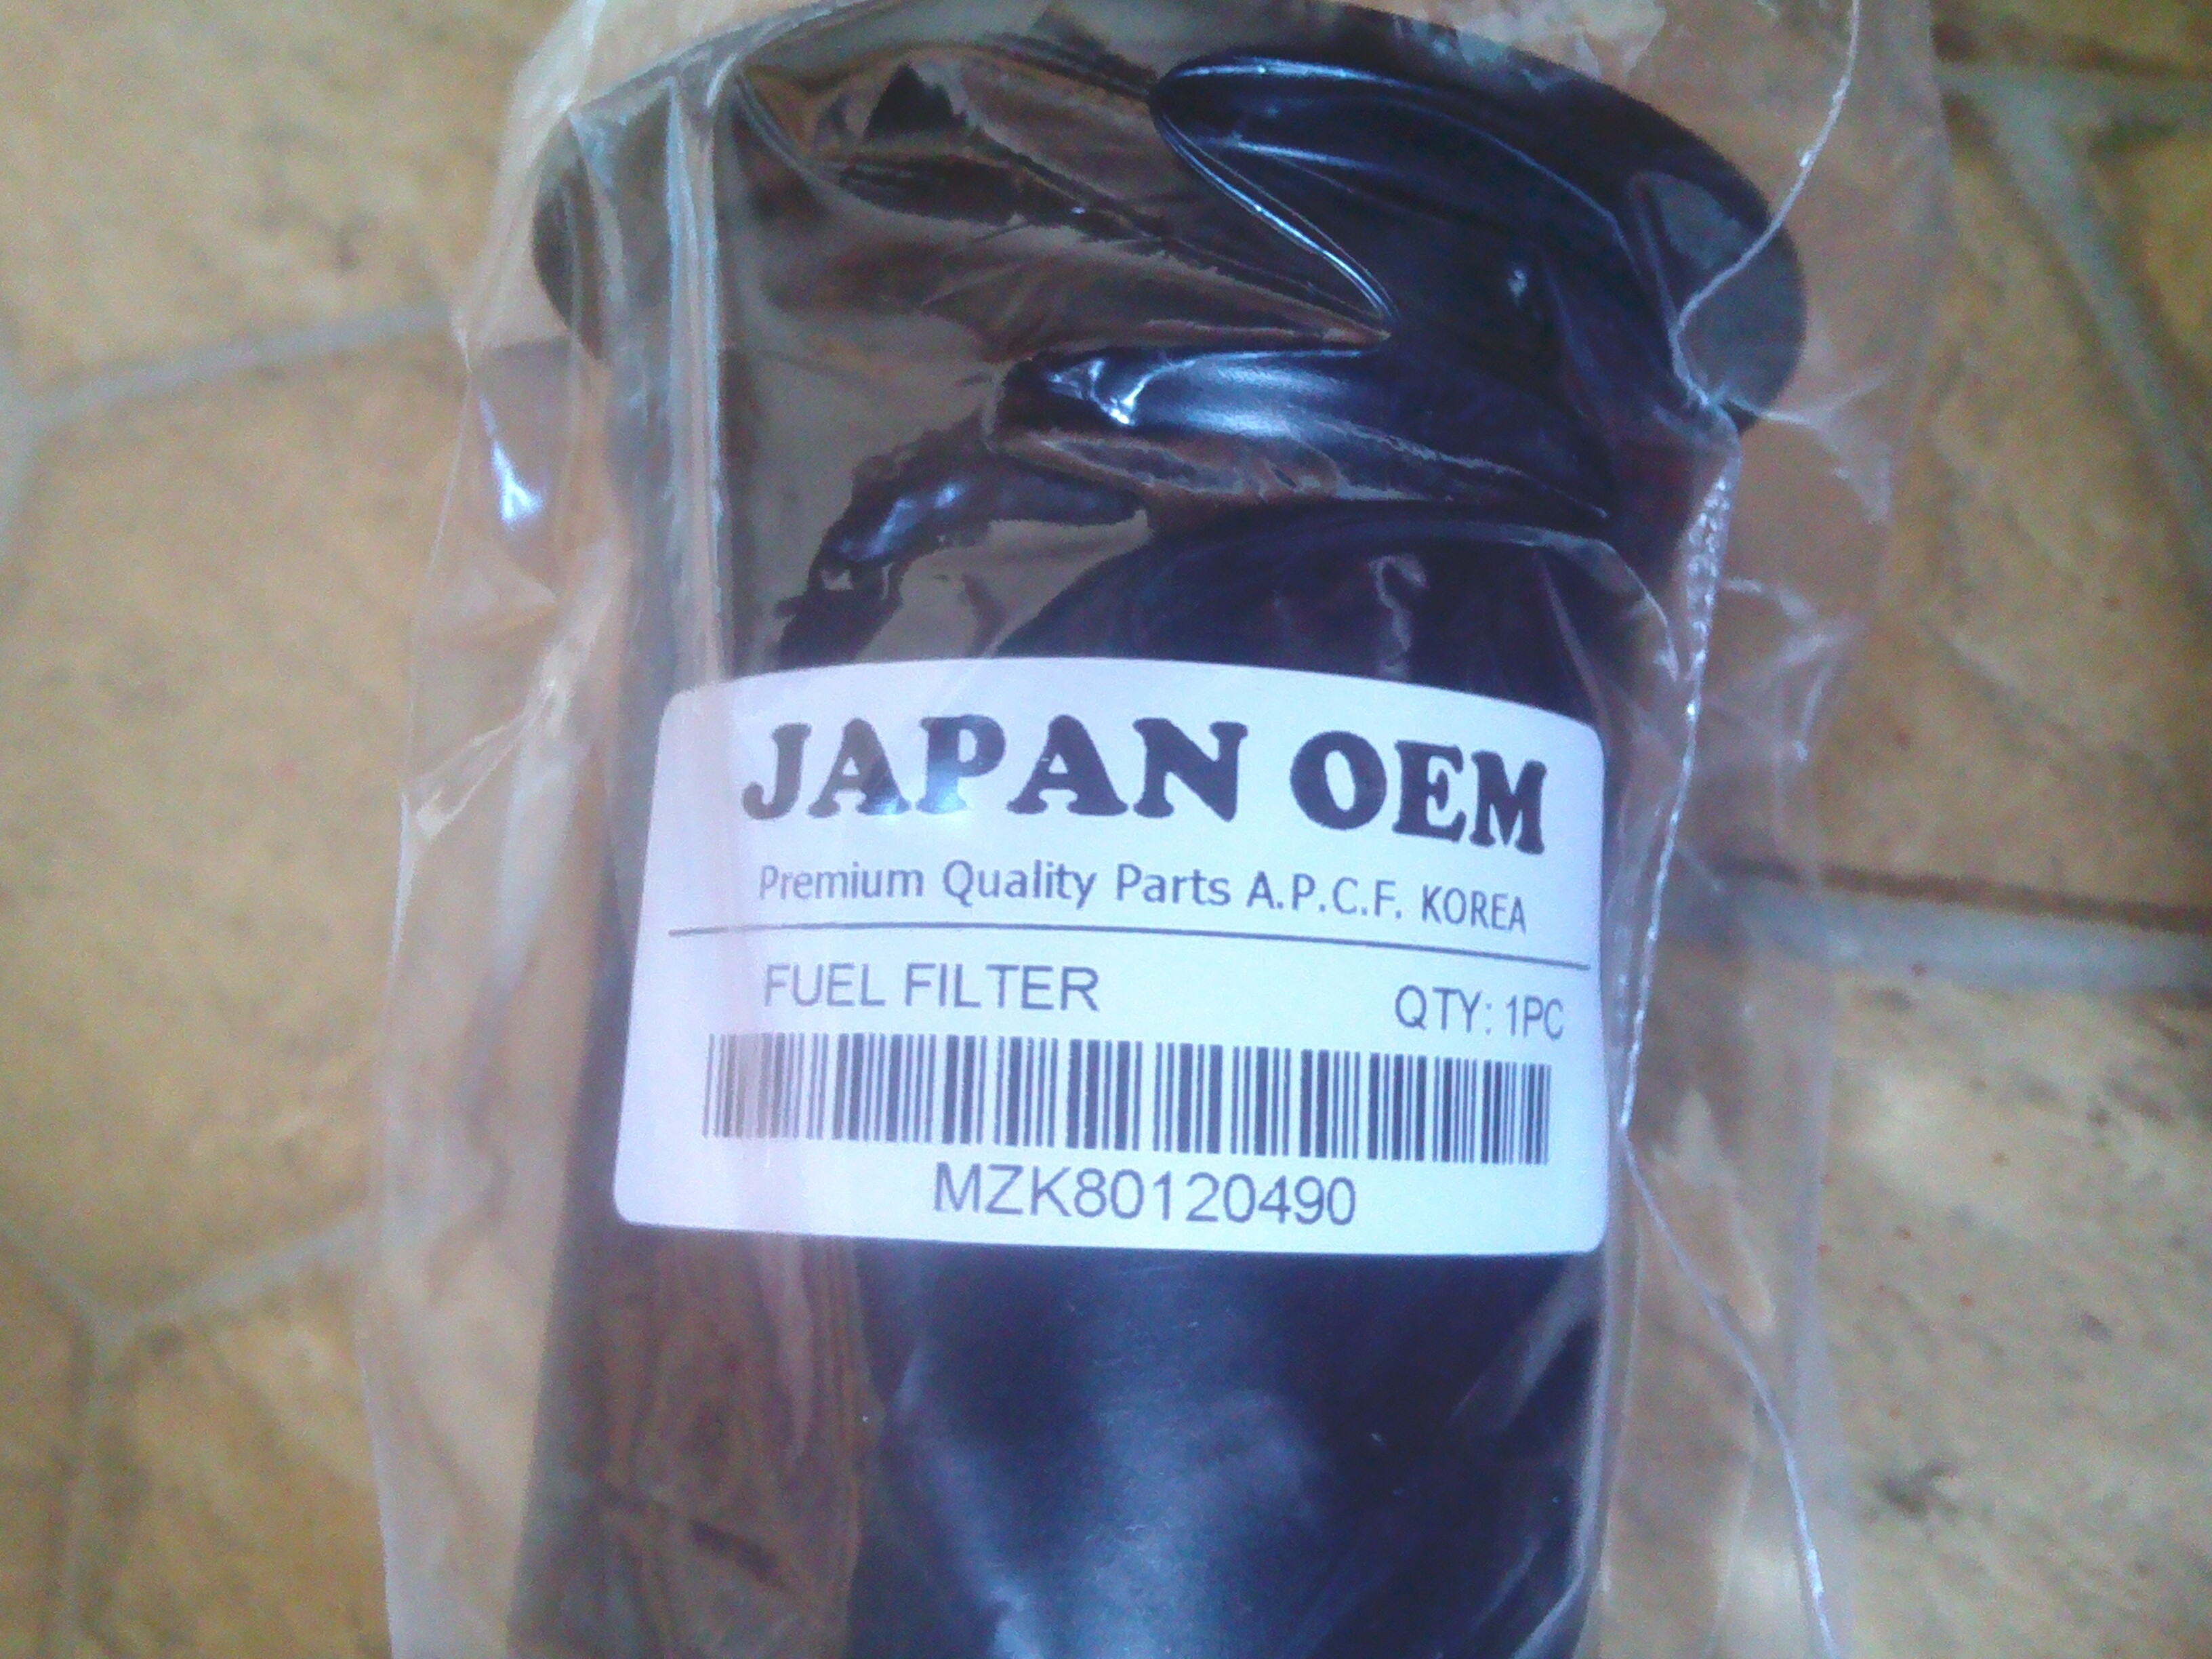 JAPAN OEM
Premium Quality Parts A.P.C.F. KOREA
FUEL FILTER QTY: 1PC
MZK80120490